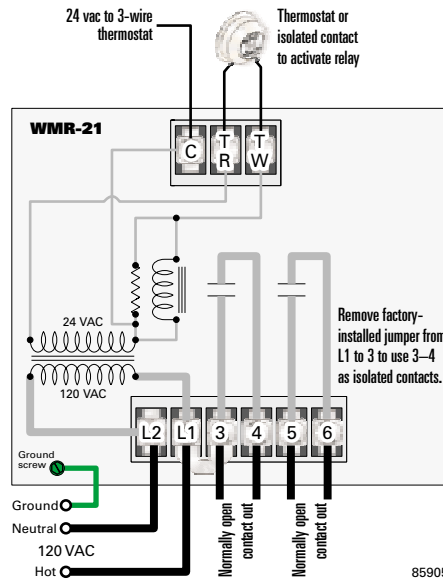 24 vac to 3-wire
thermostat
Thermostat or
isolated contact
to activate relay
WMR-21
C
T
R
T
W
24 VAC
120 VAC
Remove factory-
installed jumper from
L1 to 3 to use 3–4
as isolated contacts.
L2
L1
3
4
5
6
Ground
screw
Ground
Neutral
120 VAC
Hot
Normally open
contact out
Normally open
contact out
85905